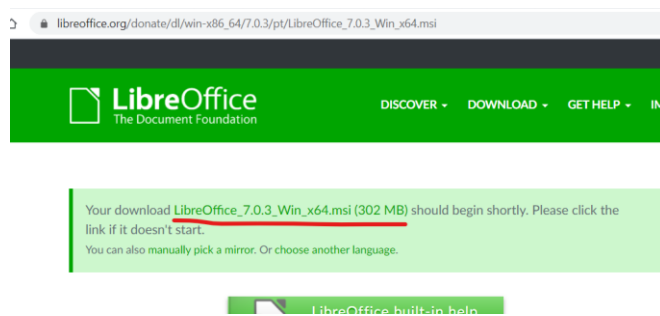 libreoffice.org/donate/dl/win-x86_64/7.0.3/pt/LibreOffice_7.0.3_Win_x64.msi
LibreOffice
The Document Foundation
DISCOVER DOWNLOAD GET HELP
Your download LibreOffice_7.0.3_Win_x64.msi (302 MB) should begin shortly. Please click the
link if it doesn't start.
You can also manually pick a mirror. Or choose another language.
LibreOffice built-in help